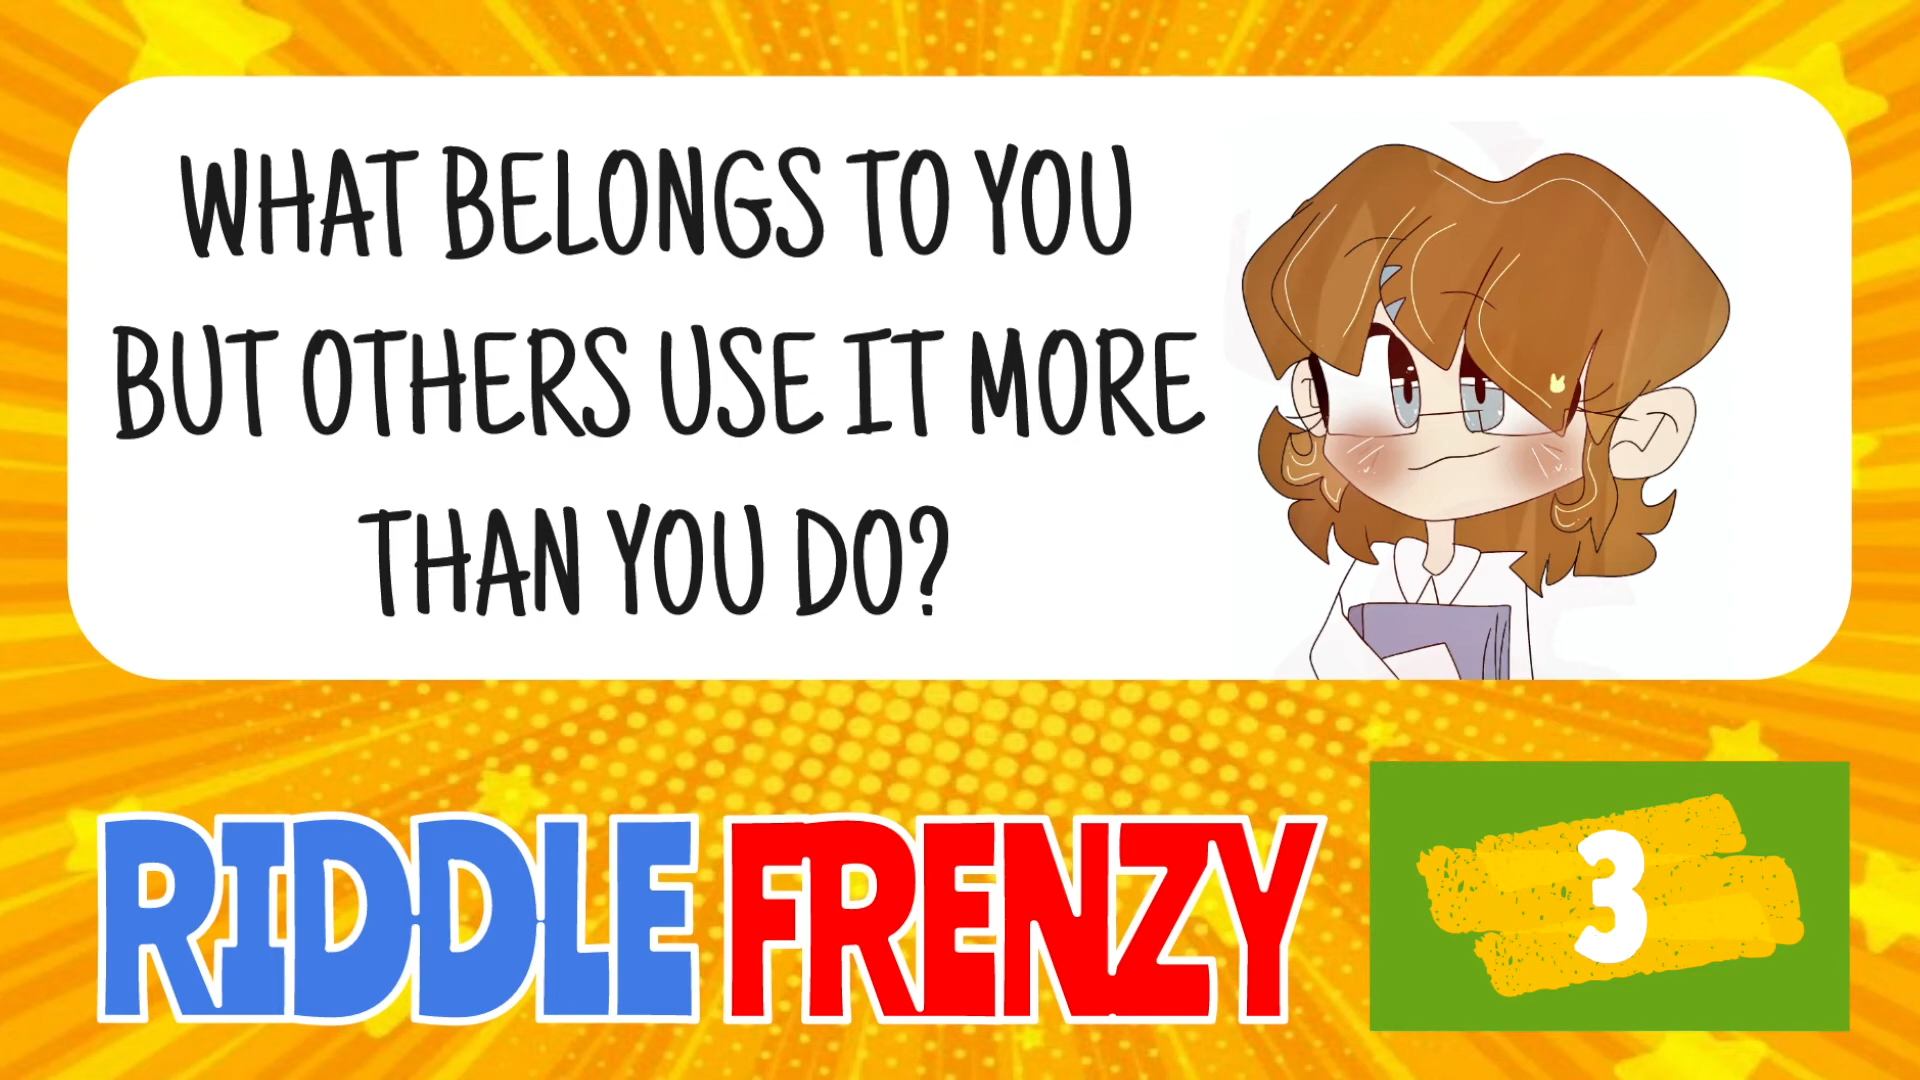 WHAT BELONGS TO YOU
BUT OTHERS USE IT MORE
THAN YOU DO?
RIDDLE FRENZY
3